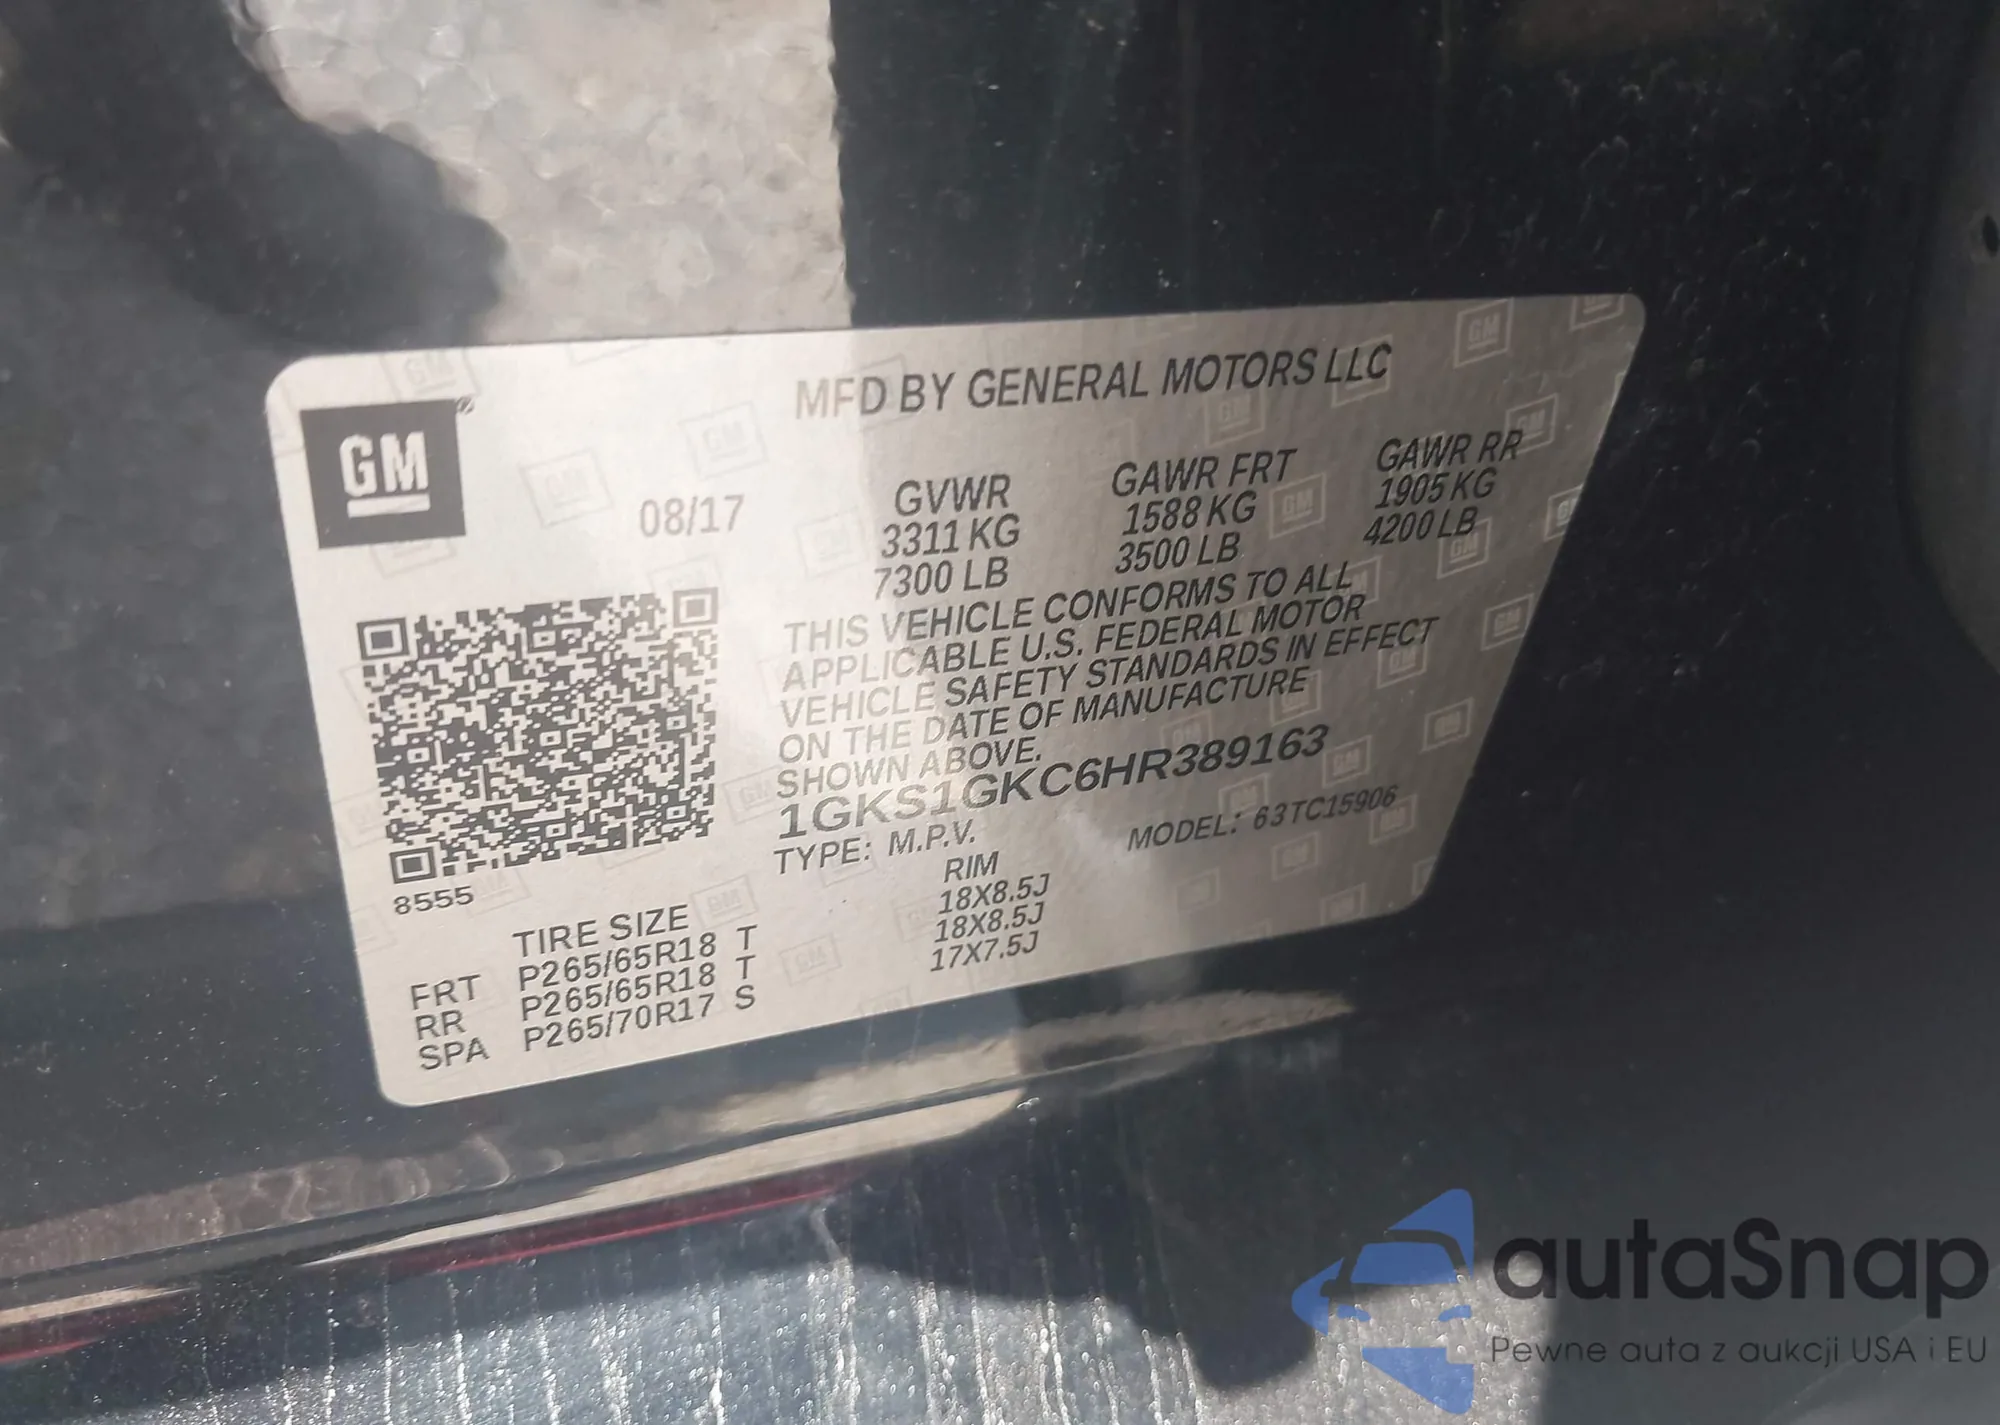 MFD BY GENERAL MOTORS LLC
GM
08/17
GVWR
3311 KG
7300 LB
GAWR FRT
1588 KG
3500 LB
GAWR RR
1905 KG
4200 LB
THIS VEHICLE CONFORMS TO ALL
APPLICABLE U.S. FEDERAL MOTOR
VEHICLE SAFETY STANDARDS IN EFFECT
ON THE DATE OF MANUFACTURE
SHOWN ABOVE.
1GKS1GKC6HR389163
TYPE: M.P.V.
MODEL: 63TC15906
8555
TIRE SIZE RIM
FRT P265/65R18 T 18X8.5J
RR P265/65R18 T 18X8.5J
SPA P265/70R17 S 17X7.5J
autaSnap
Pewne auta z aukcji USA i EU